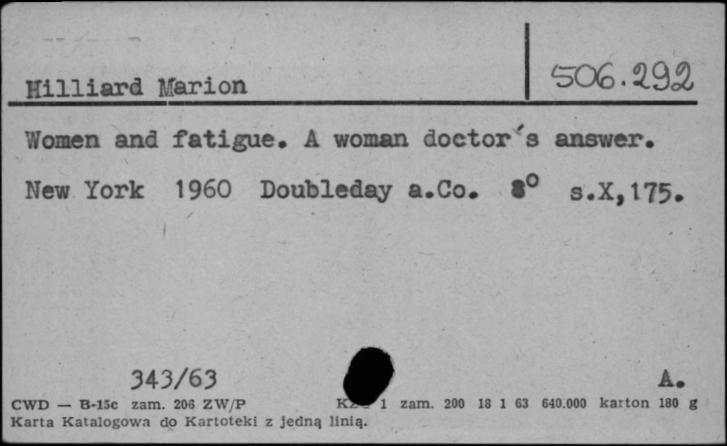 Hilliard Marion 506.292
Women and fatigue. A woman doctor's answer.
New York 1960 Doubleday a.Co. 8° s.X,175.
343/63 A.
CWD — B-15c zam. 206 ZW/P 1 zam. 200 18 1 63 640.000 karton 180 g
Karta Katalogowa do Kartoteki z jedną linią.